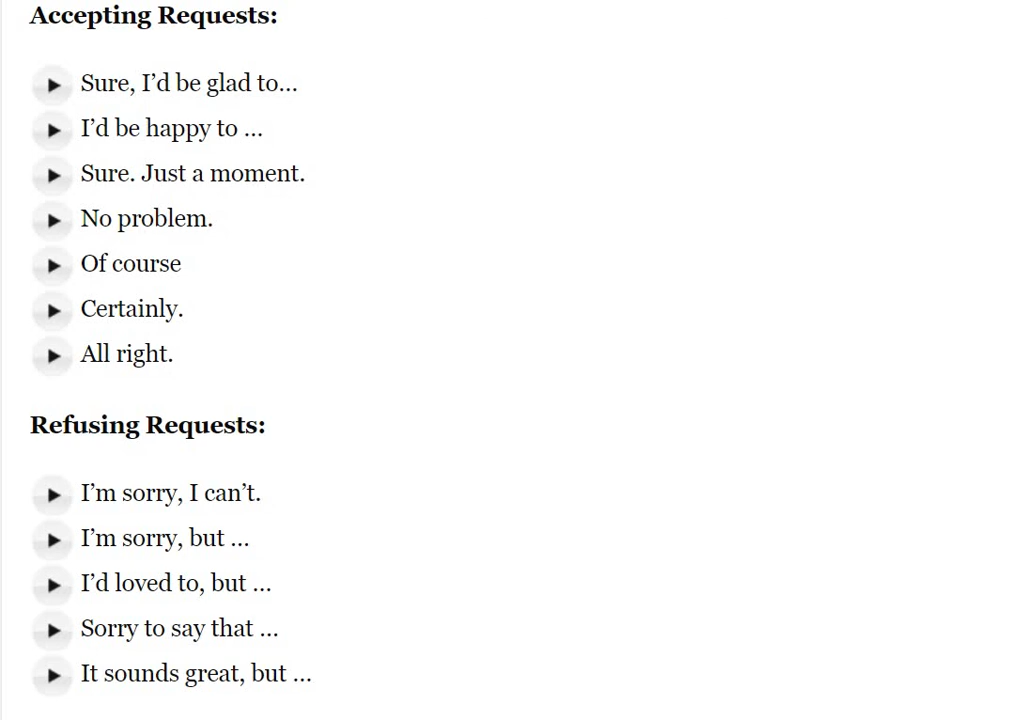 Accepting Requests:
Sure, I’d be glad to…
I’d be happy to …
Sure. Just a moment.
No problem.
Of course
Certainly.
All right.
Refusing Requests:
I’m sorry, I can’t.
I’m sorry, but …
I’d loved to, but …
Sorry to say that …
It sounds great, but …